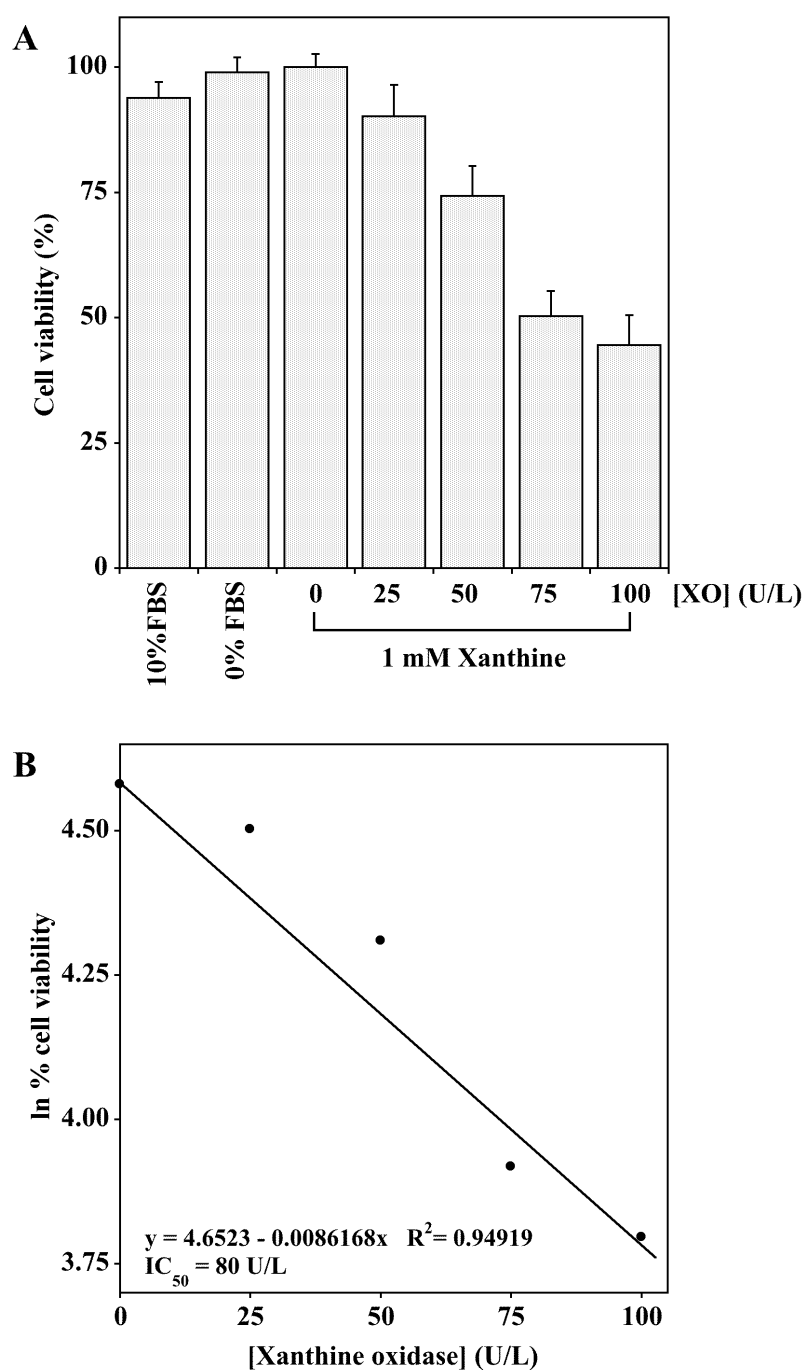 A
100
75
50
25
0
Cell viability (%)
10%FBS
0% FBS
0 25 50 75 100 [XO] (U/L)
1 mM Xanthine
B
4.50
4.25
4.00
3.75
ln % cell viability
y = 4.6523 - 0.0086168x R²= 0.94919
IC₅₀ = 80 U/L
0 25 50 75 100
[Xanthine oxidase] (U/L)